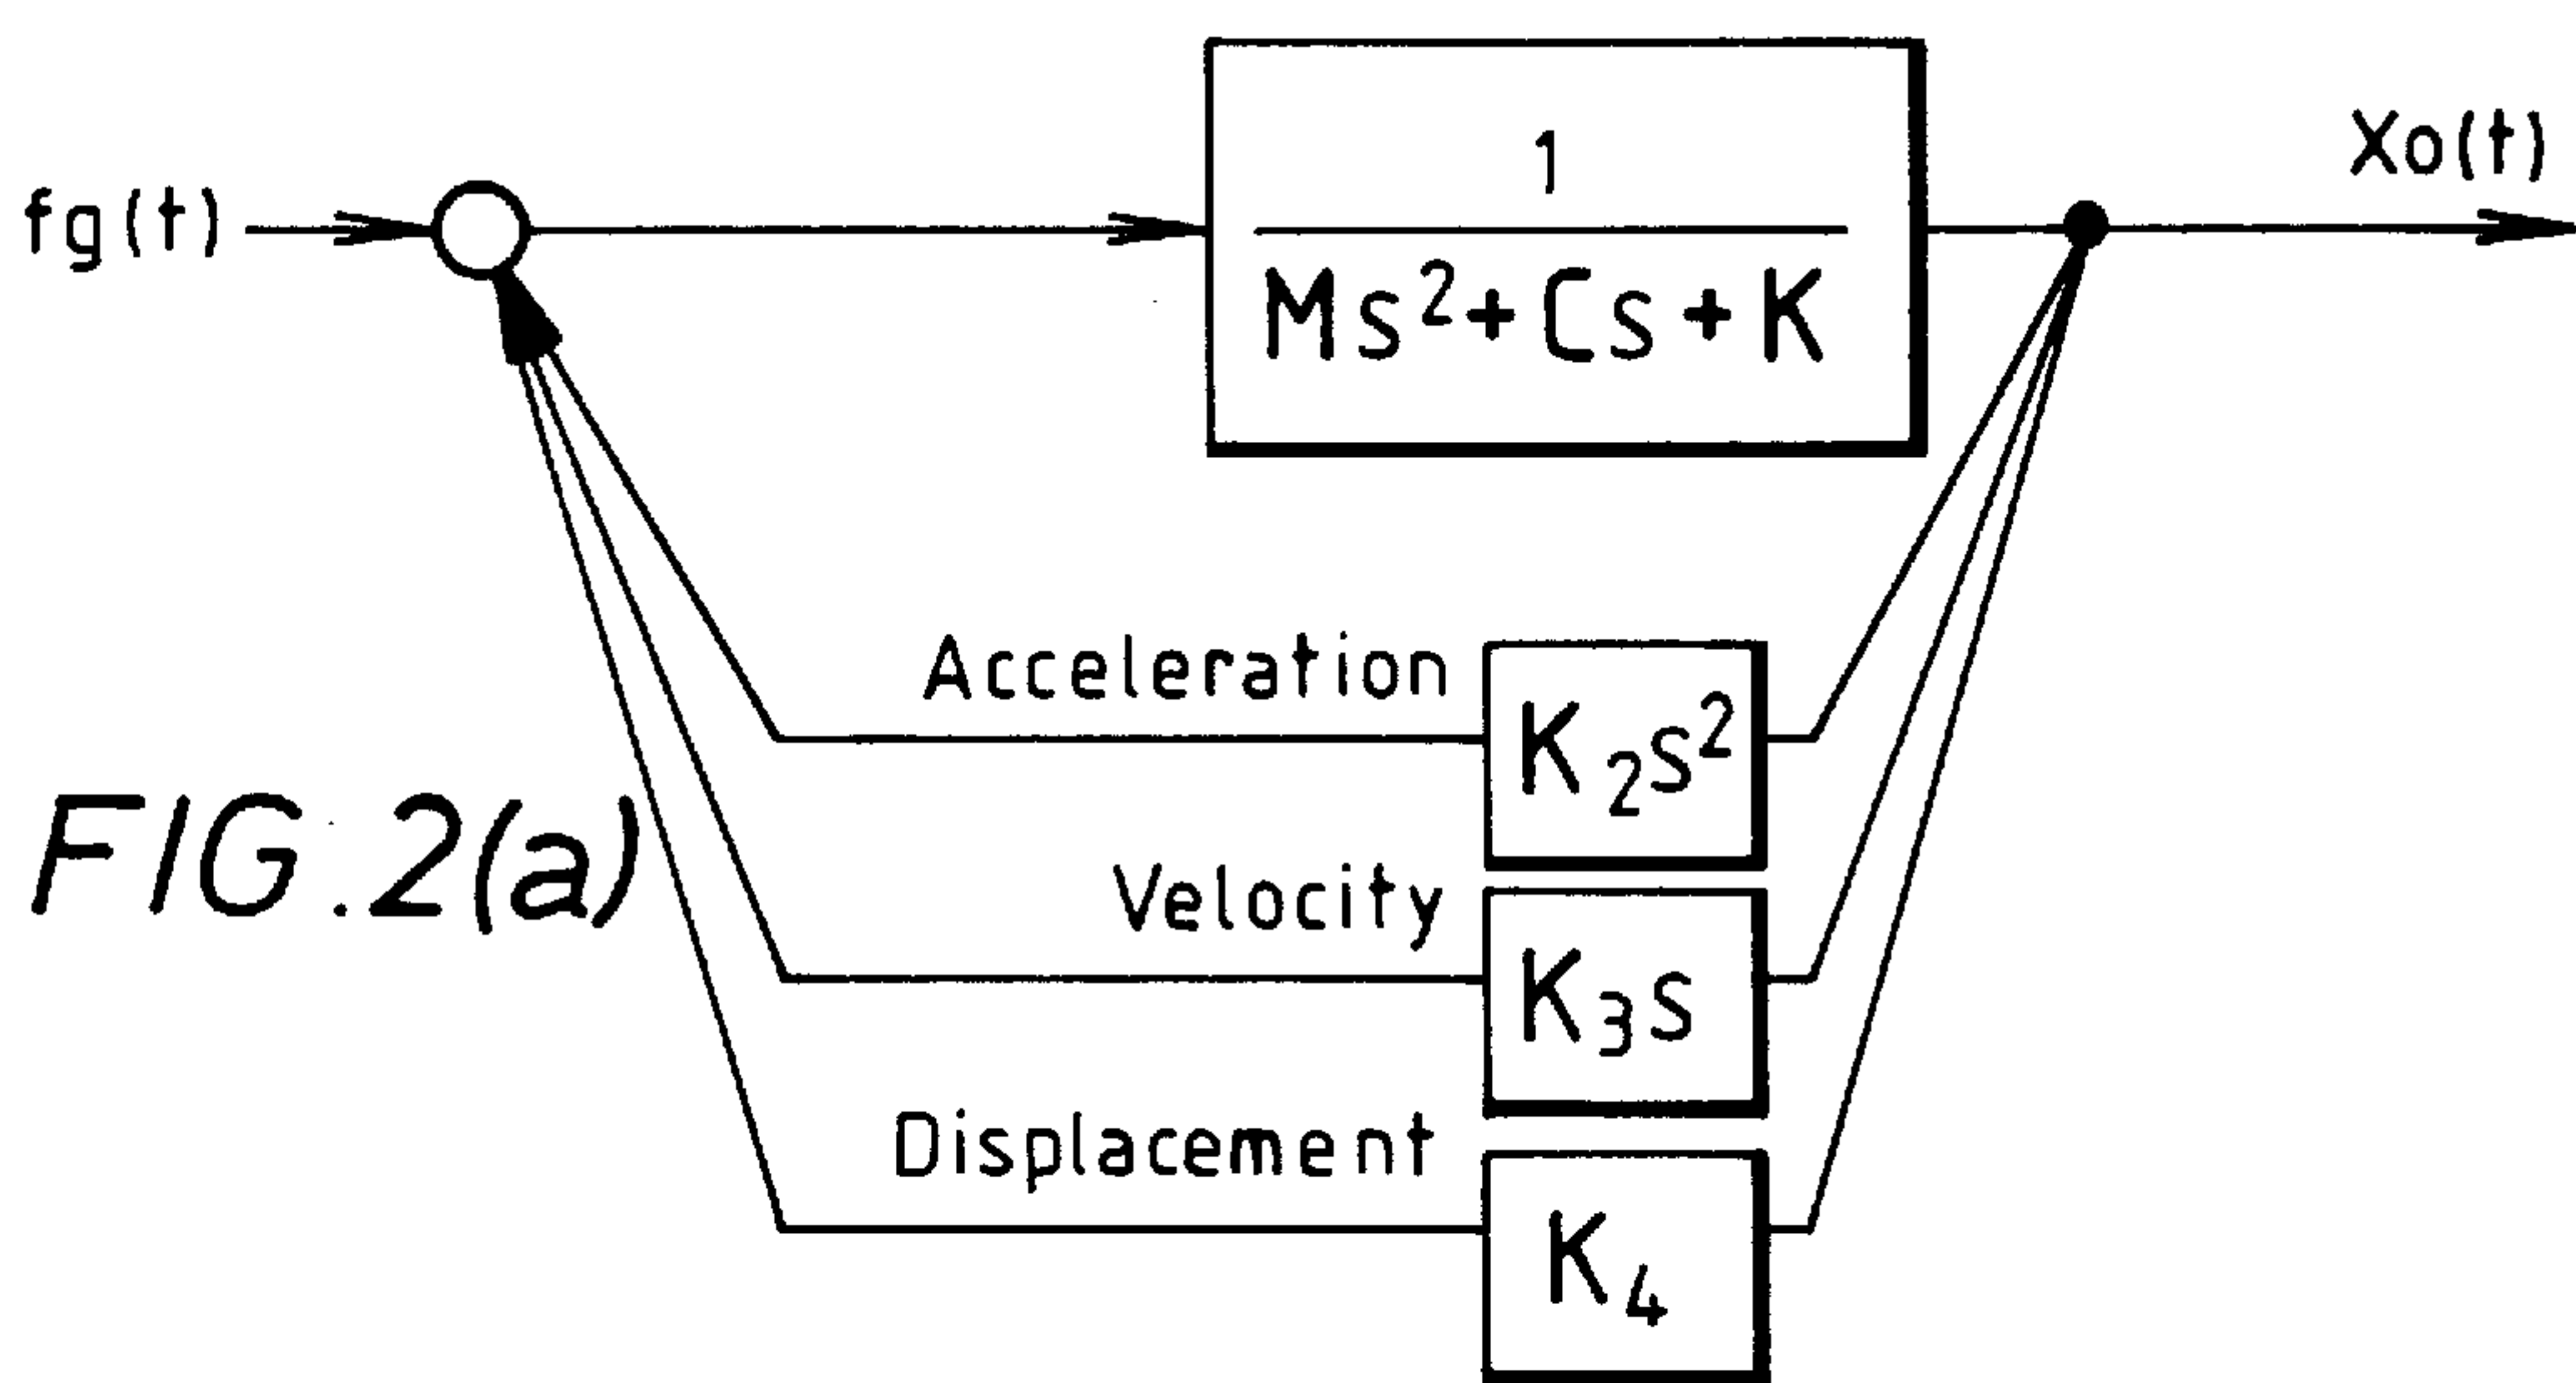 fg(t)
1
Ms²+Cs+K
Xo(t)
Acceleration
K₂s²
FIG.2(a)
Velocity
K₃s
Displacement
K₄